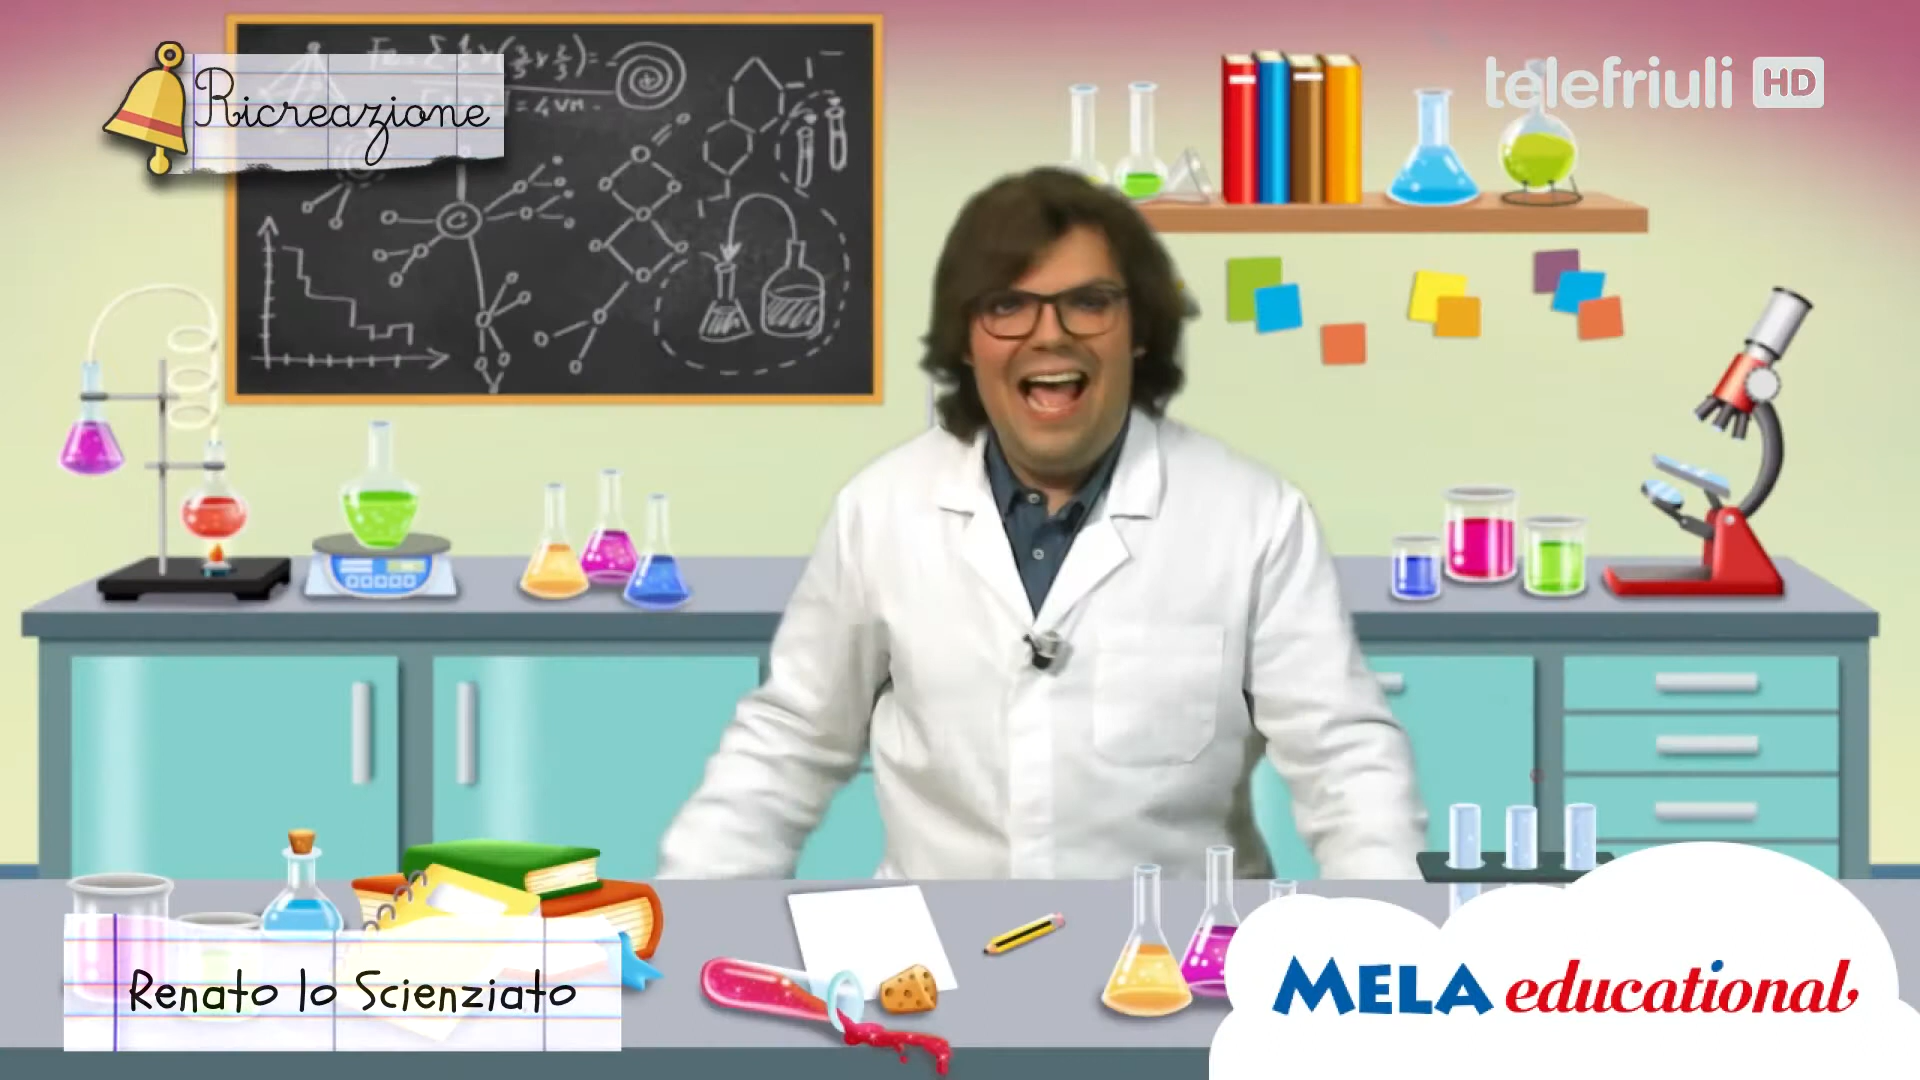 Ricreazione
telefriuli HD
C
Renato lo Scienziato
MELA educational